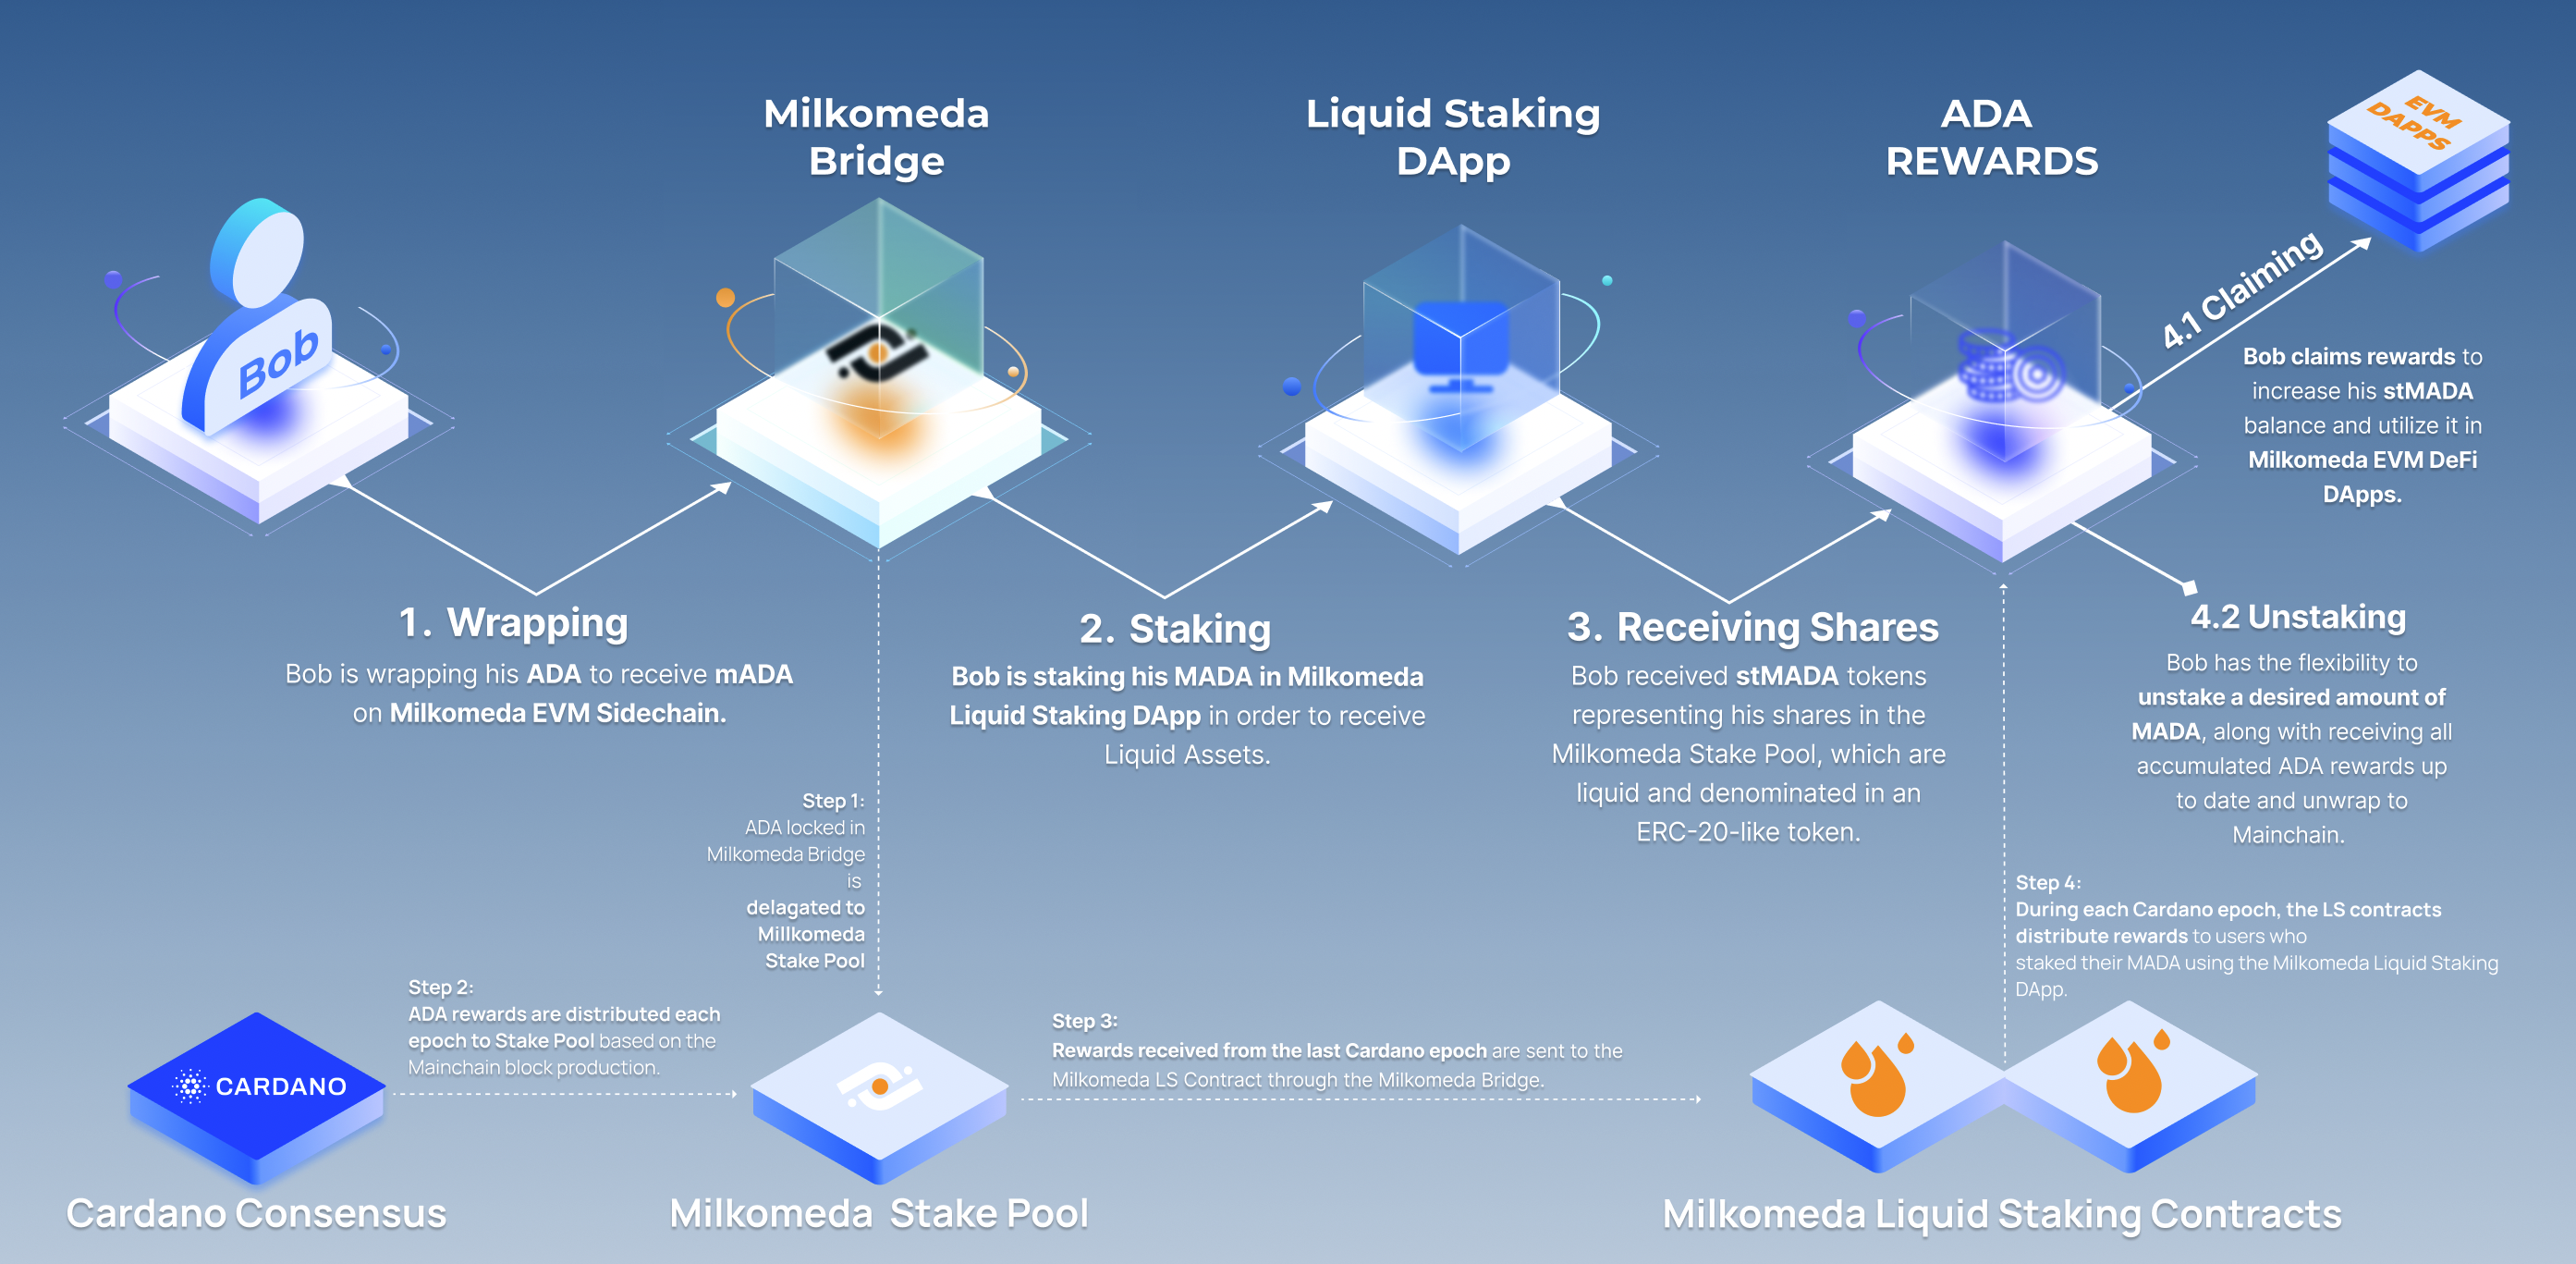 Milkomeda
Bridge
Liquid Staking
DApp
ADA
REWARDS
EVM
DAPPS
Bob
4.1 Claiming
Bob claims rewards to
increase his stMADA
balance and utilize it in
Milkomeda EVM DeFi
DApps.
1. Wrapping
Bob is wrapping his ADA to receive mADA
on Milkomeda EVM Sidechain.
2. Staking
Bob is staking his MADA in Milkomeda
Liquid Staking DApp in order to receive
Liquid Assets.
3. Receiving Shares
Bob received stMADA tokens
representing his shares in the
Milkomeda Stake Pool, which are
liquid and denominated in an
ERC-20-like token.
4.2 Unstaking
Bob has the flexibility to
unstake a desired amount of
MADA, along with receiving all
accumulated ADA rewards up
to date and unwrap to
Mainchain.
Step 1:
ADA locked in
Milkomeda Bridge
is
delagated to
Millkomeda
Stake Pool
Step 2:
ADA rewards are distributed each
epoch to Stake Pool based on the
Mainchain block production.
Step 3:
Rewards received from the last Cardano epoch are sent to the
Milkomeda LS Contract through the Milkomeda Bridge.
Step 4:
During each Cardano epoch, the LS contracts
distribute rewards to users who
staked their MADA using the Milkomeda Liquid Staking
DApp.
CARDANO
Cardano Consensus
Milkomeda Stake Pool
Milkomeda Liquid Staking Contracts